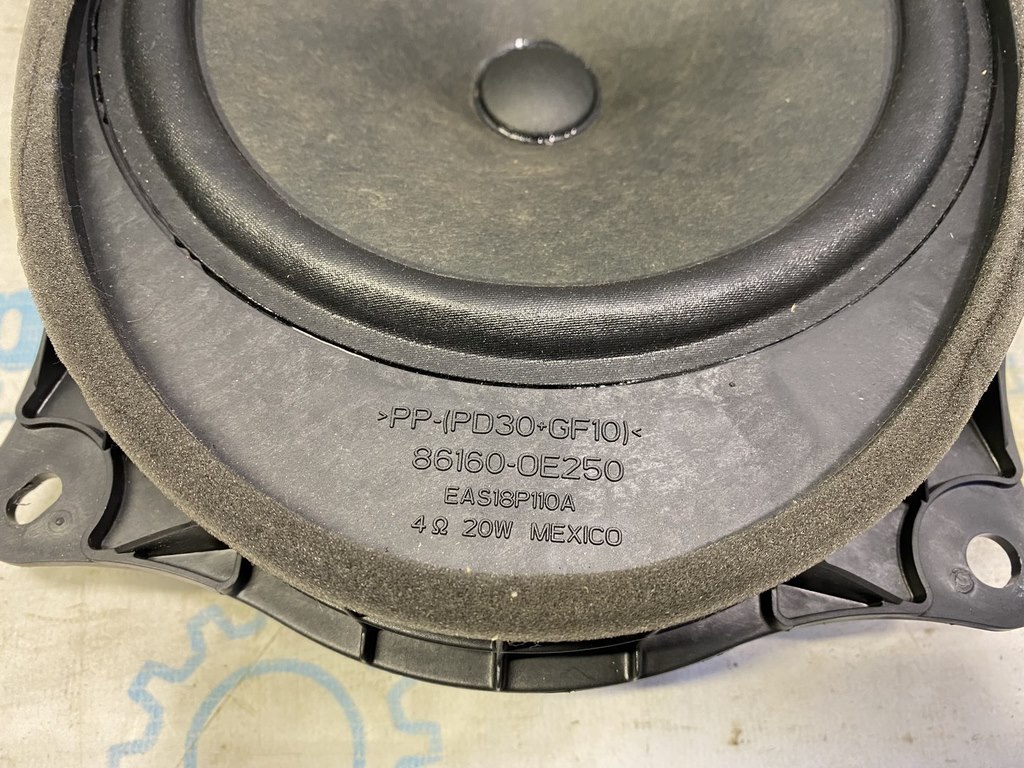 >PP-(PD30+GF10)<
86160-0E250
EAS18P110A
4Ω 20W MEXICO